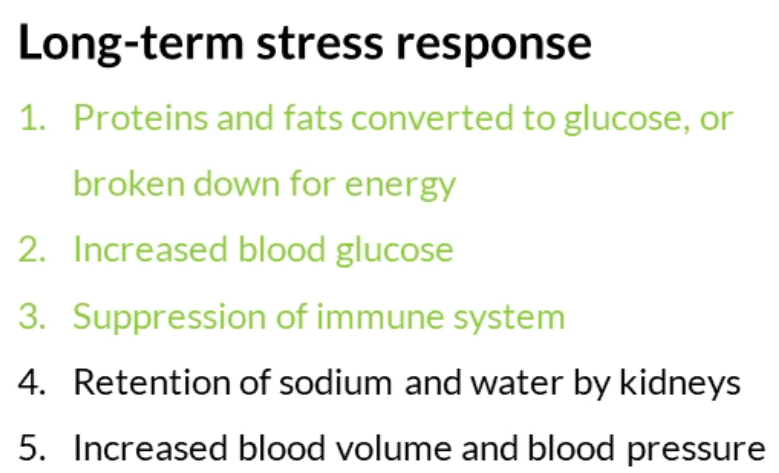 Long-term stress response
1. Proteins and fats converted to glucose, or
broken down for energy
2. Increased blood glucose
3. Suppression of immune system
4. Retention of sodium and water by kidneys
5. Increased blood volume and blood pressure